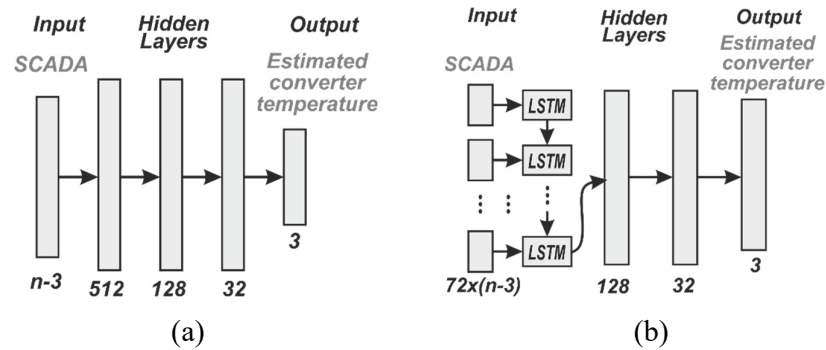 Input
Hidden
Layers
Output
SCADA
Estimated
converter
temperature
n-3
512
128
32
3
(a)
Input
Hidden
Layers
Output
SCADA
Estimated
converter
temperature
LSTM
LSTM
LSTM
72x(n-3)
128
32
3
(b)